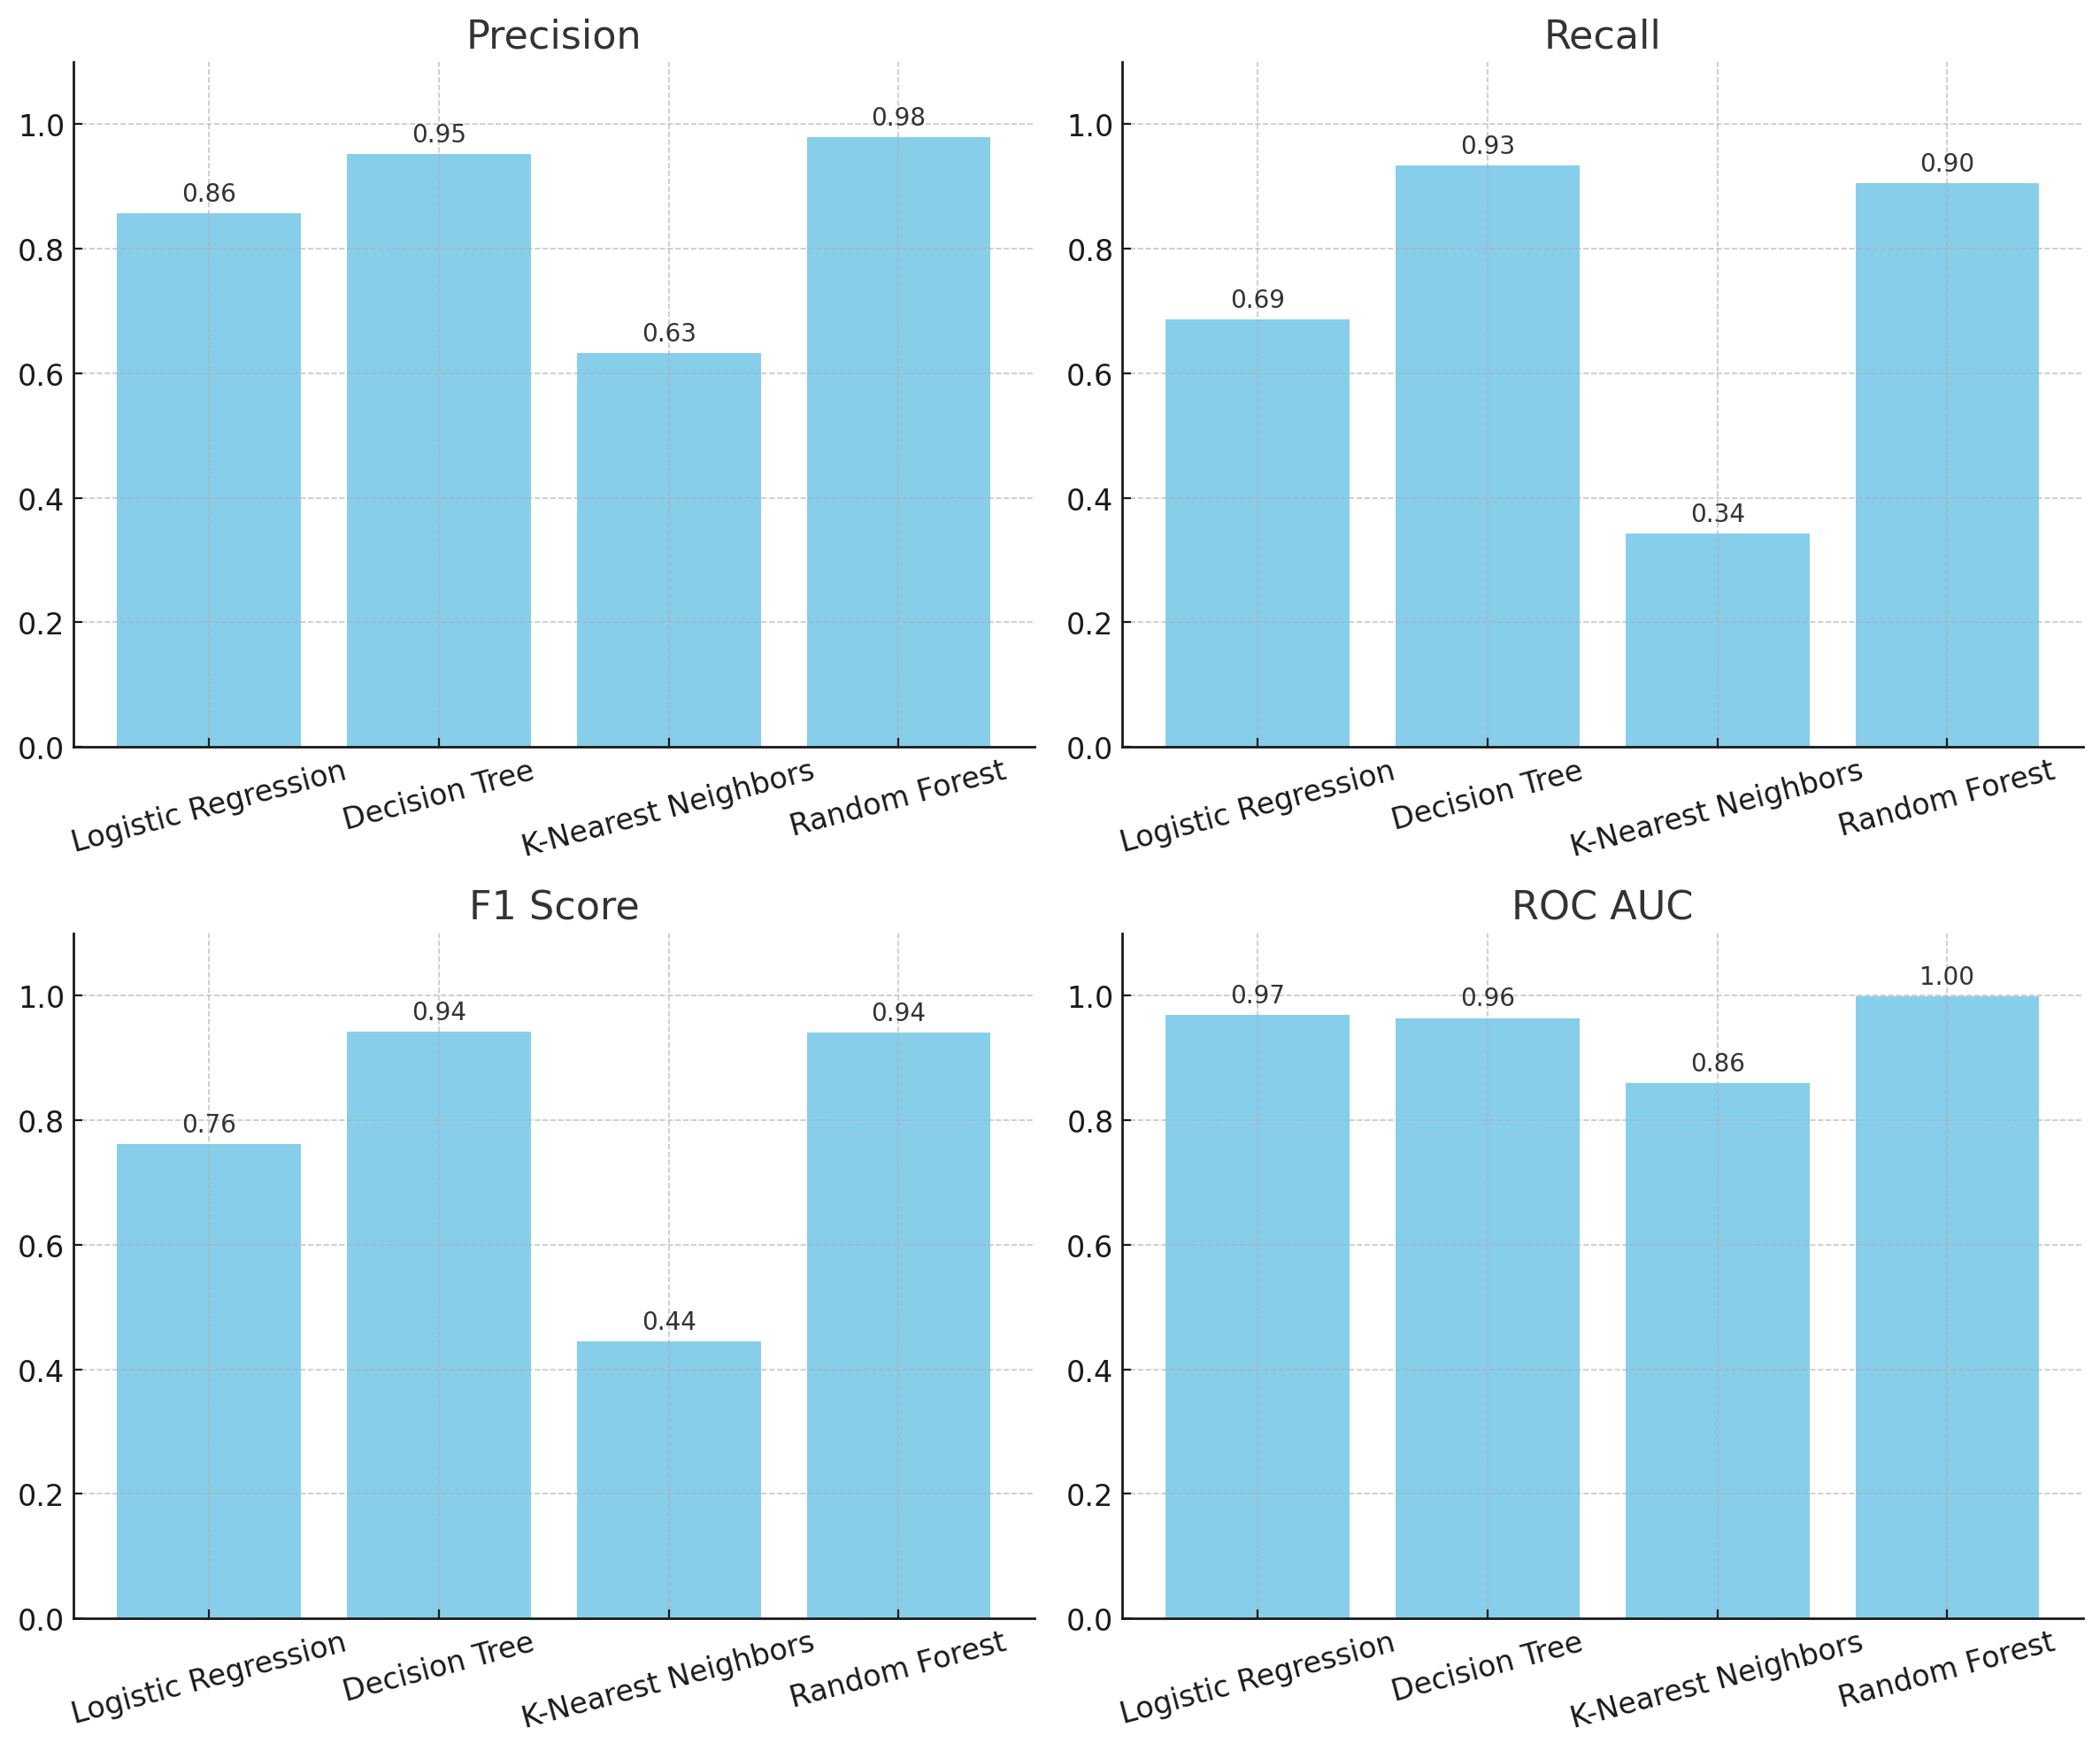 Precision
1.0
0.8
0.6
0.4
0.2
0.0
0.86
0.95
0.63
0.98
Logistic Regression
Decision Tree
K-Nearest Neighbors
Random Forest
Recall
1.0
0.8
0.6
0.4
0.2
0.0
0.69
0.93
0.34
0.90
Logistic Regression
Decision Tree
K-Nearest Neighbors
Random Forest
F1 Score
1.0
0.8
0.6
0.4
0.2
0.0
0.76
0.94
0.44
0.94
Logistic Regression
Decision Tree
K-Nearest Neighbors
Random Forest
ROC AUC
1.0
0.8
0.6
0.4
0.2
0.0
0.97
0.96
0.86
1.00
Logistic Regression
Decision Tree
K-Nearest Neighbors
Random Forest